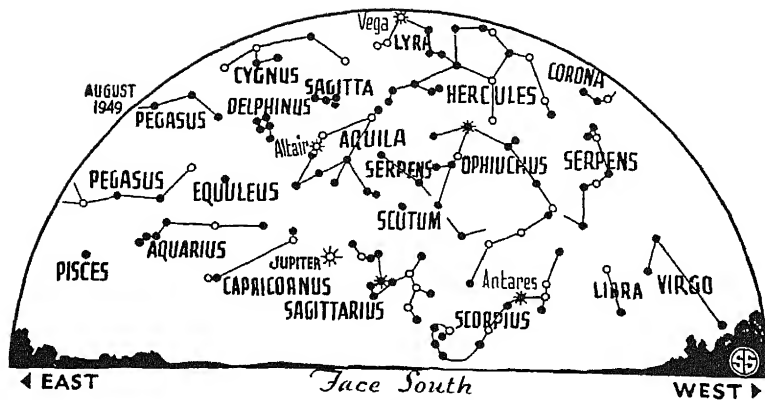 Vega
LYRA
CYGNUS
CORONA
SAGITTA
HERCULES
AUGUST
1949
PEGASUS
DELPHINUS
Altair
AQUILA
SERPENS
OPHIUCHUS
SERPENS
PEGASUS
EQUULEUS
SCUTUM
AQUARIUS
PISCES
JUPITER
CAPRICORNUS
SAGITTARIUS
Antares
SCORPIUS
LIBRA
VIRGO
SS
EAST
Face South
WEST